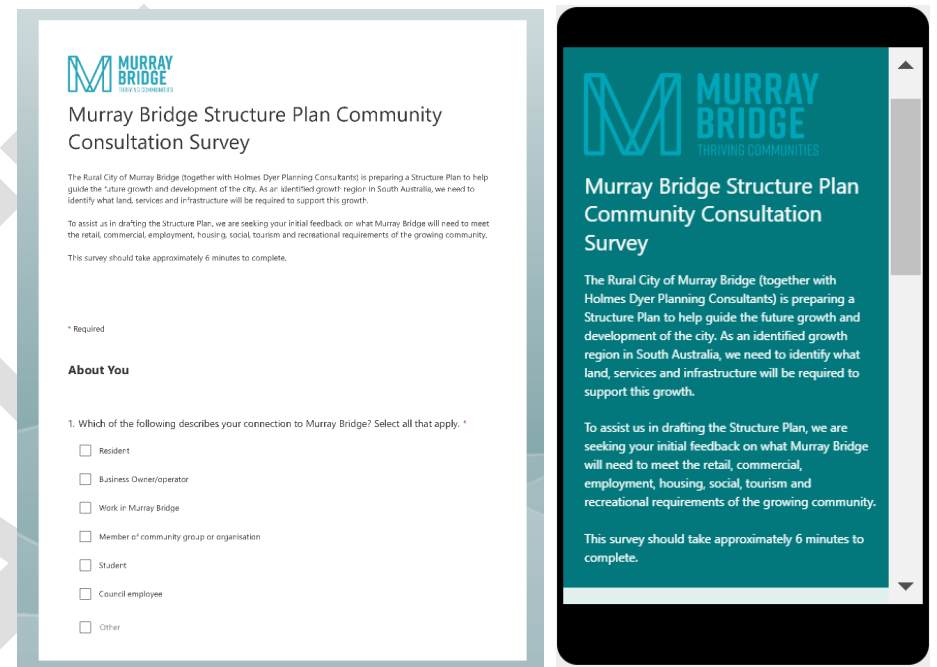 MURRAY
BRIDGE
THRIVING COMMUNITIES
Murray Bridge Structure Plan Community
Consultation Survey
The Rural City of Murray Bridge (together with Holmes Dyer Planning Consultants) is preparing a Structure Plan to help
guide the future growth and development of the city. As an identified growth region in South Australia, we need to
identify what land, services and infrastructure will be required to support this growth.
To assist us in drafting the Structure Plan, we are seeking your initial feedback on what Murray Bridge will need to meet
the retail, commercial, employment, housing, social, tourism and recreational requirements of the growing community.
This survey should take approximately 6 minutes to complete.
* Required
About You
1. Which of the following describes your connection to Murray Bridge? Select all that apply. *
Resident
Business Owner/operator
Work in Murray Bridge
Member of community group or organisation
Student
Council employee
Other
MURRAY
BRIDGE
THRIVING COMMUNITIES
Murray Bridge Structure Plan
Community Consultation
Survey
The Rural City of Murray Bridge (together with
Holmes Dyer Planning Consultants) is preparing a
Structure Plan to help guide the future growth and
development of the city. As an identified growth
region in South Australia, we need to identify what
land, services and infrastructure will be required to
support this growth.
To assist us in drafting the Structure Plan, we are
seeking your initial feedback on what Murray Bridge
will need to meet the retail, commercial,
employment, housing, social, tourism and
recreational requirements of the growing community.
This survey should take approximately 6 minutes to
complete.